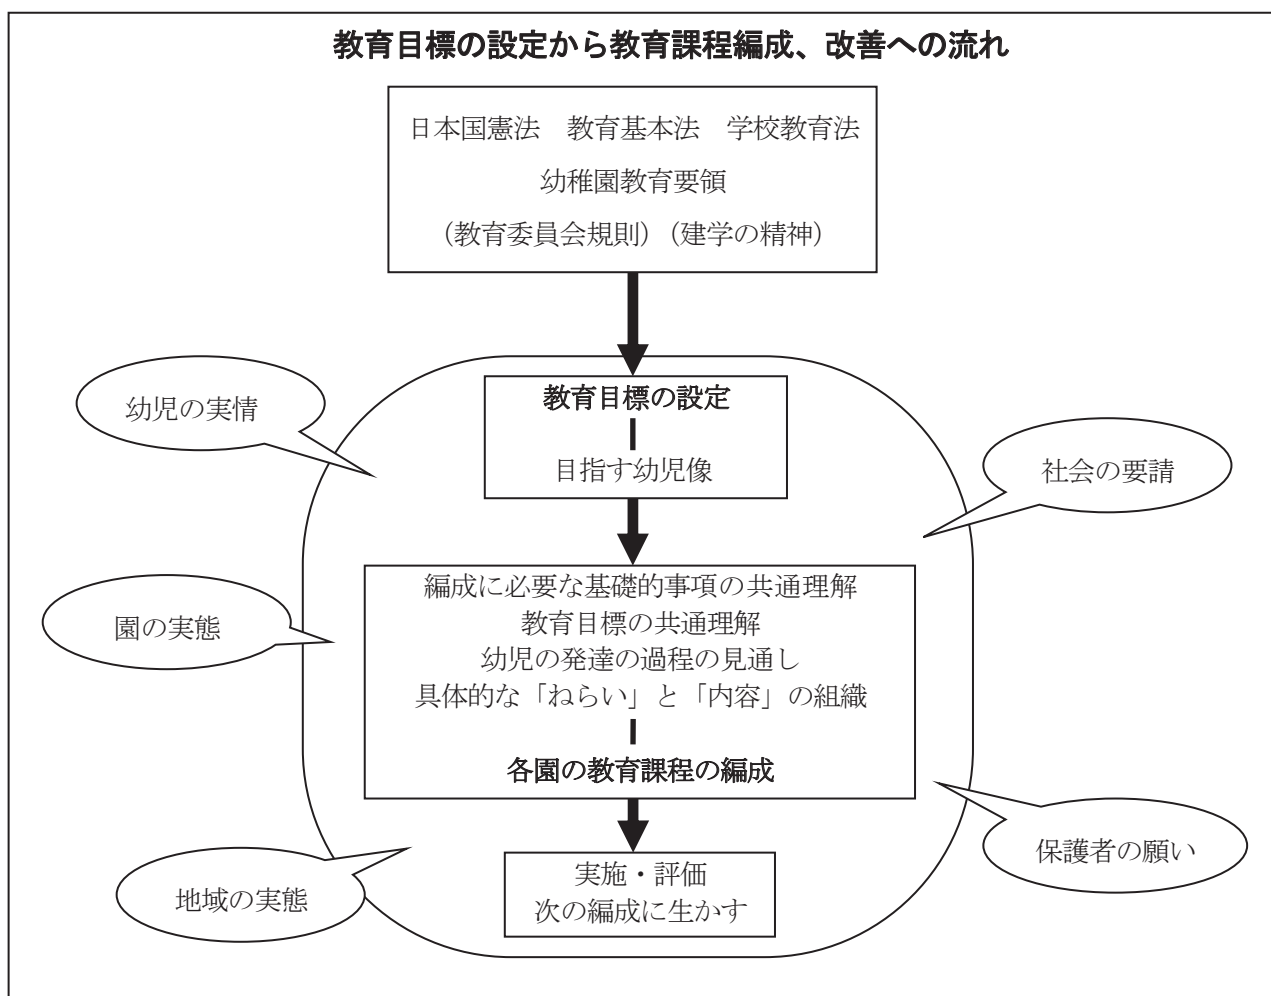 教育目標の設定から教育課程編成、改善への流れ
日本国憲法　教育基本法　学校教育法
幼稚園教育要領
（教育委員会規則）（建学の精神）
幼児の実情
教育目標の設定
目指す幼児像
社会の要請
園の実態
編成に必要な基礎的事項の共通理解
教育目標の共通理解
幼児の発達の過程の見通し
具体的な「ねらい」と「内容」の組織
各園の教育課程の編成
保護者の願い
地域の実態
実施・評価
次の編成に生かす